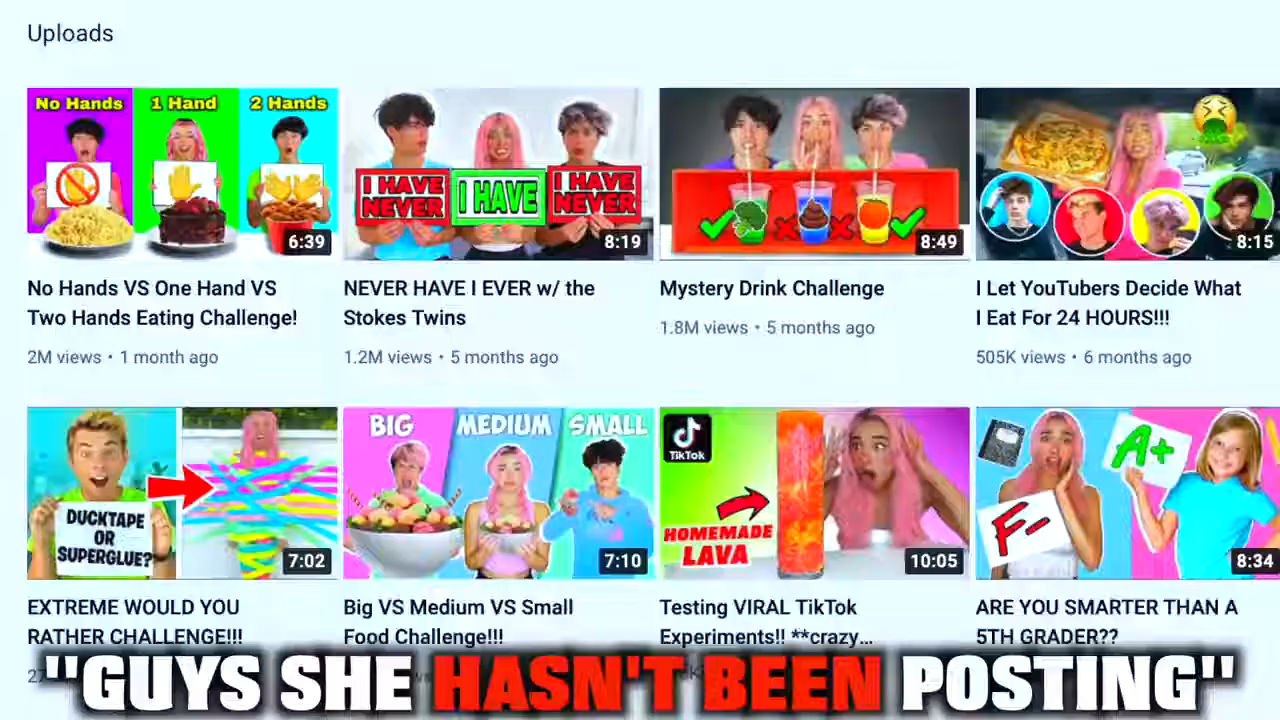 Uploads
No Hands
1 Hand
2 Hands
6:39
I HAVE
NEVER
I HAVE
I HAVE
NEVER
8:19
8:49
8:15
No Hands VS One Hand VS
Two Hands Eating Challenge!
2M views • 1 month ago
NEVER HAVE I EVER w/ the
Stokes Twins
1.2M views • 5 months ago
Mystery Drink Challenge
1.8M views • 5 months ago
I Let YouTubers Decide What
I Eat For 24 HOURS!!!
505K views • 6 months ago
DUCKTAPE
OR
SUPERGLUE?
7:02
BIG
MEDIUM
SMALL
7:10
TikTok
HOMEMADE
LAVA
10:05
F-
A+
8:34
EXTREME WOULD YOU
RATHER CHALLENGE!!!
Big VS Medium VS Small
Food Challenge!!!
Testing VIRAL TikTok
Experiments!! **crazy...
ARE YOU SMARTER THAN A
5TH GRADER??
"GUYS SHE HASN'T BEEN POSTING"